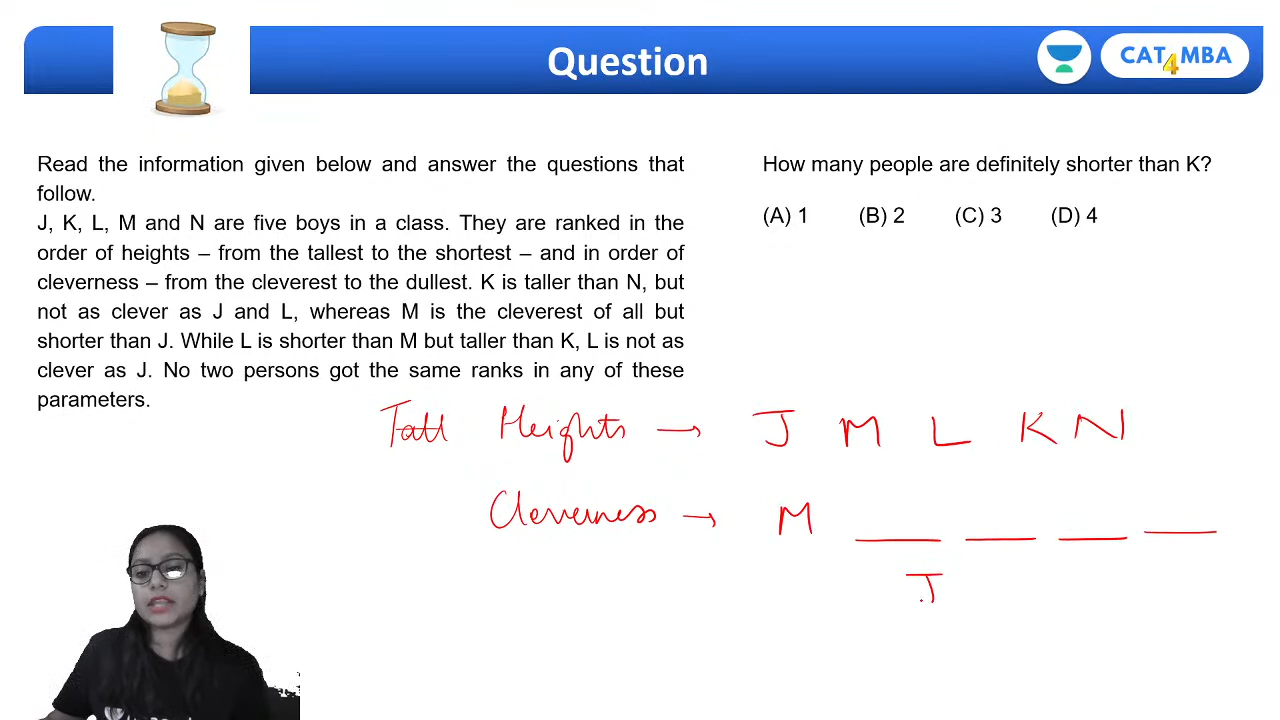 Question
CAT4MBA
Read the information given below and answer the questions that
follow.
J, K, L, M and N are five boys in a class. They are ranked in the
order of heights – from the tallest to the shortest – and in order of
cleverness – from the cleverest to the dullest. K is taller than N, but
not as clever as J and L, whereas M is the cleverest of all but
shorter than J. While L is shorter than M but taller than K, L is not as
clever as J. No two persons got the same ranks in any of these
parameters.
How many people are definitely shorter than K?
(A) 1 (B) 2 (C) 3 (D) 4
Tall Heights → J M L K N
Cleverness → M
J